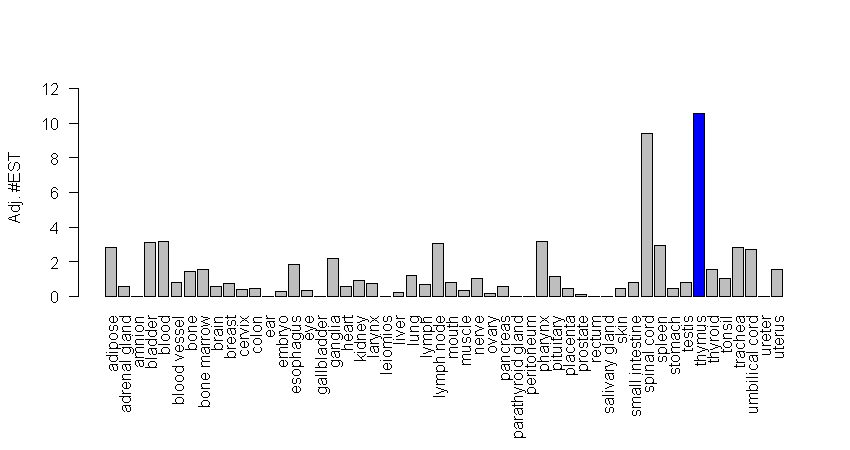 12
10
8
6
4
2
0
Adj. #EST
adipose
adrenal gland
amnion
bladder
blood
blood vessel
bone
bone marrow
brain
breast
cervix
colon
ear
embryo
esophagus
eye
gallbladder
ganglia
heart
kidney
larynx
leiomios
liver
lung
lymph
lymph node
mouth
muscle
nerve
ovary
pancreas
parathyroid gland
peritoneum
pharynx
pituitary
placenta
prostate
rectum
salivary gland
skin
small intestine
spinal cord
spleen
stomach
testis
thymus
thyroid
tonsil
trachea
umbilical cord
ureter
uterus